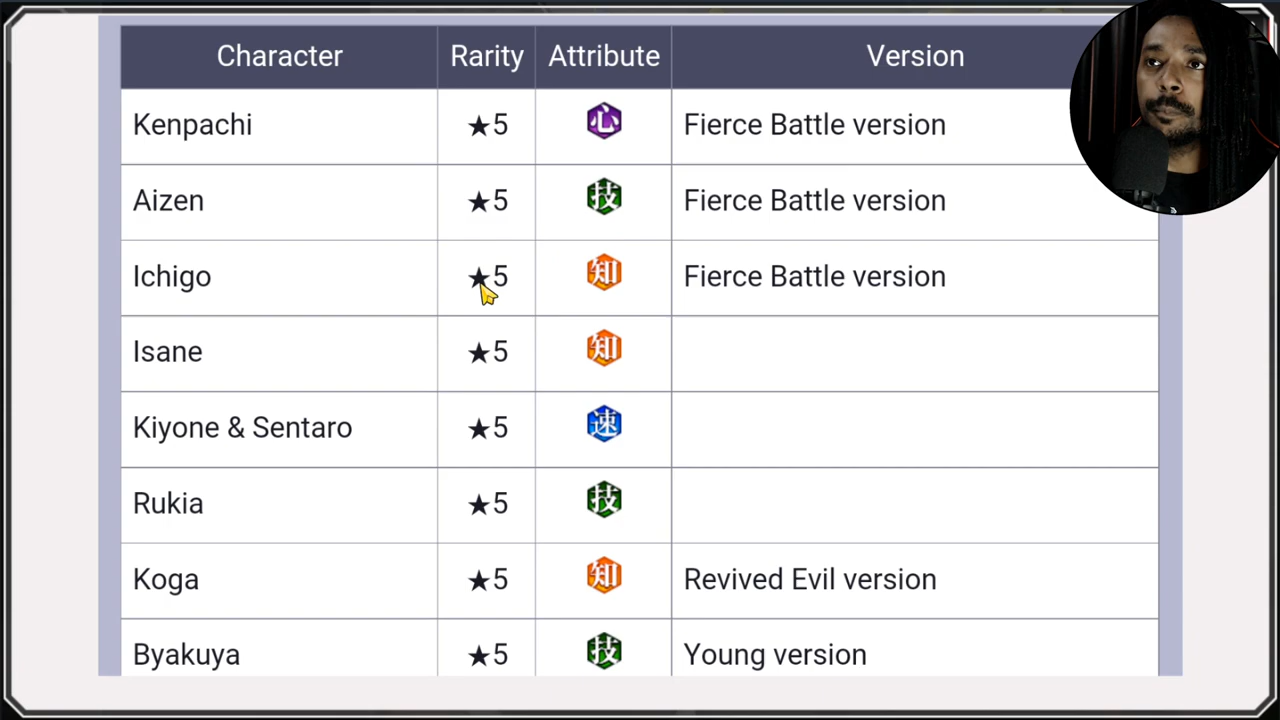 Character Rarity Attribute Version
Kenpachi ★5 心 Fierce Battle version
Aizen ★5 技 Fierce Battle version
Ichigo ★5 知 Fierce Battle version
Isane ★5 知
Kiyone & Sentaro ★5 速
Rukia ★5 技
Koga ★5 知 Revived Evil version
Byakuya ★5 技 Young version